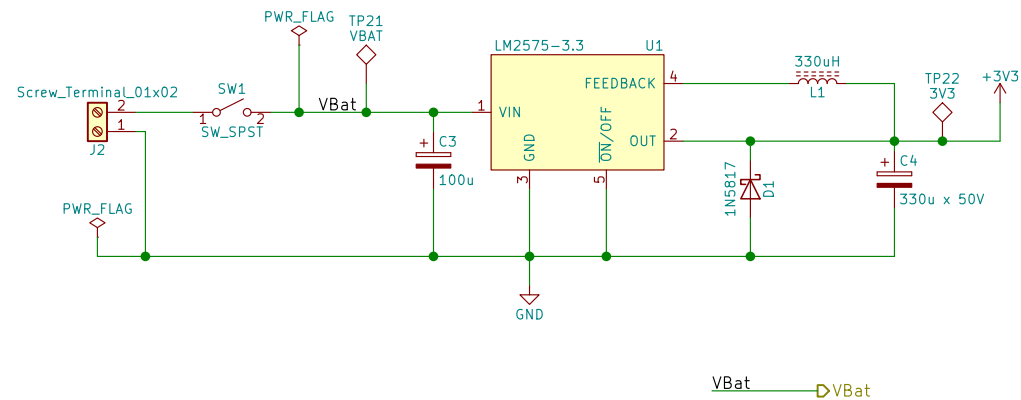 PWR_FLAG
TP21
VBAT
LM2575-3.3
U1
Screw_Terminal_01x02
2
1
J2
SW1
1
2
SW_SPST
VBat
C3
100u
1
VIN
FEEDBACK
4
GND
ON/OFF
OUT
2
3
5
330uH
L1
TP22
3V3
+3V3
1N5817
D1
C4
330u x 50V
PWR_FLAG
GND
VBat
VBat